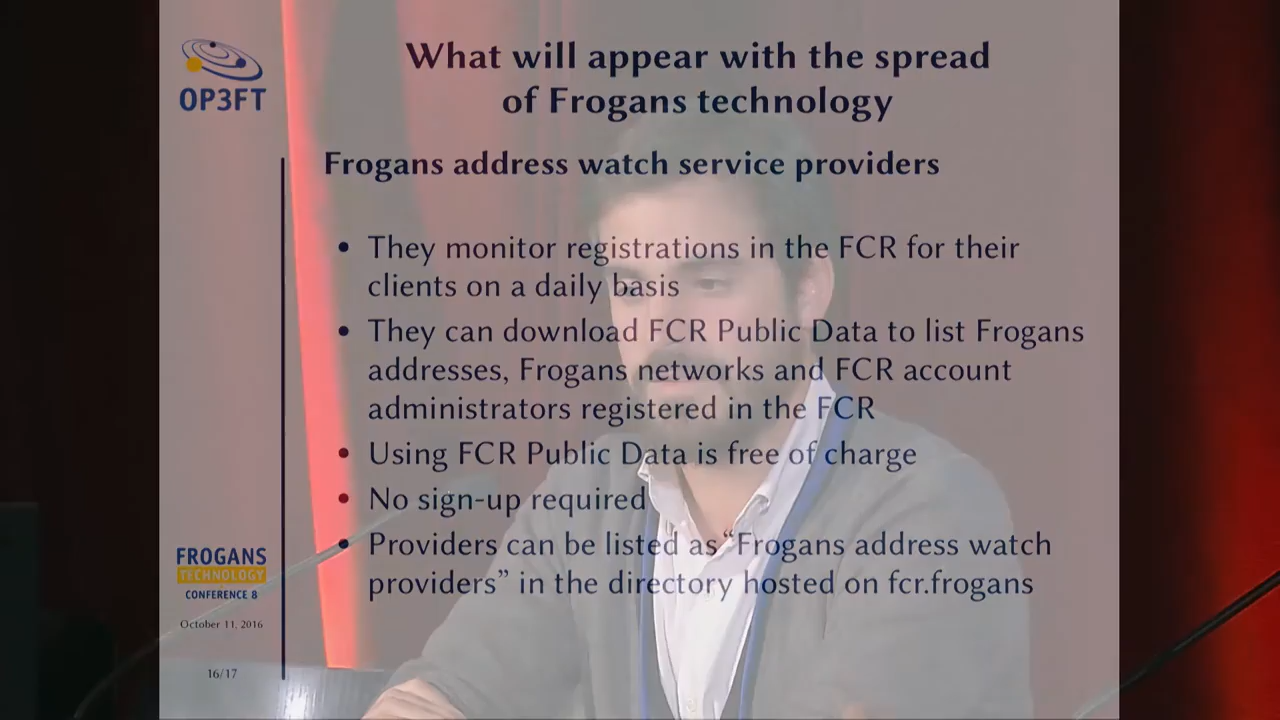 OP3FT
What will appear with the spread
of Frogans technology
Frogans address watch service providers
• They monitor registrations in the FCR for their
clients on a daily basis
• They can download FCR Public Data to list Frogans
addresses, Frogans networks and FCR account
administrators registered in the FCR
• Using FCR Public Data is free of charge
• No sign-up required
• Providers can be listed as “Frogans address watch
providers” in the directory hosted on fcr.frogans
FROGANS
TECHNOLOGY
CONFERENCE 8
October 11, 2016
16/17